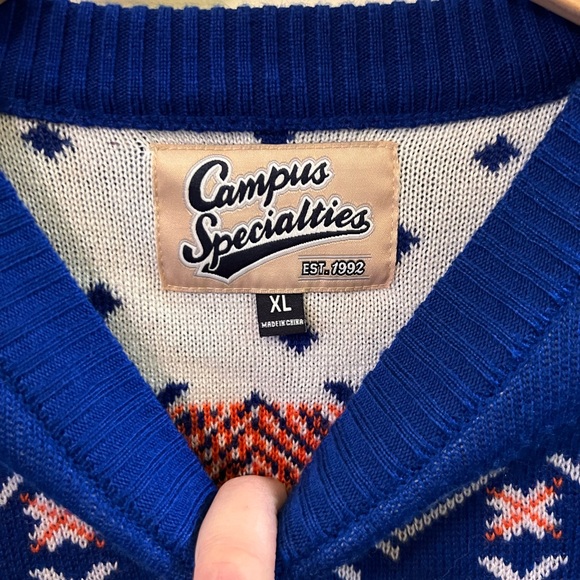 Campus
Specialties
EST. 1992
XL
MADE IN CHINA